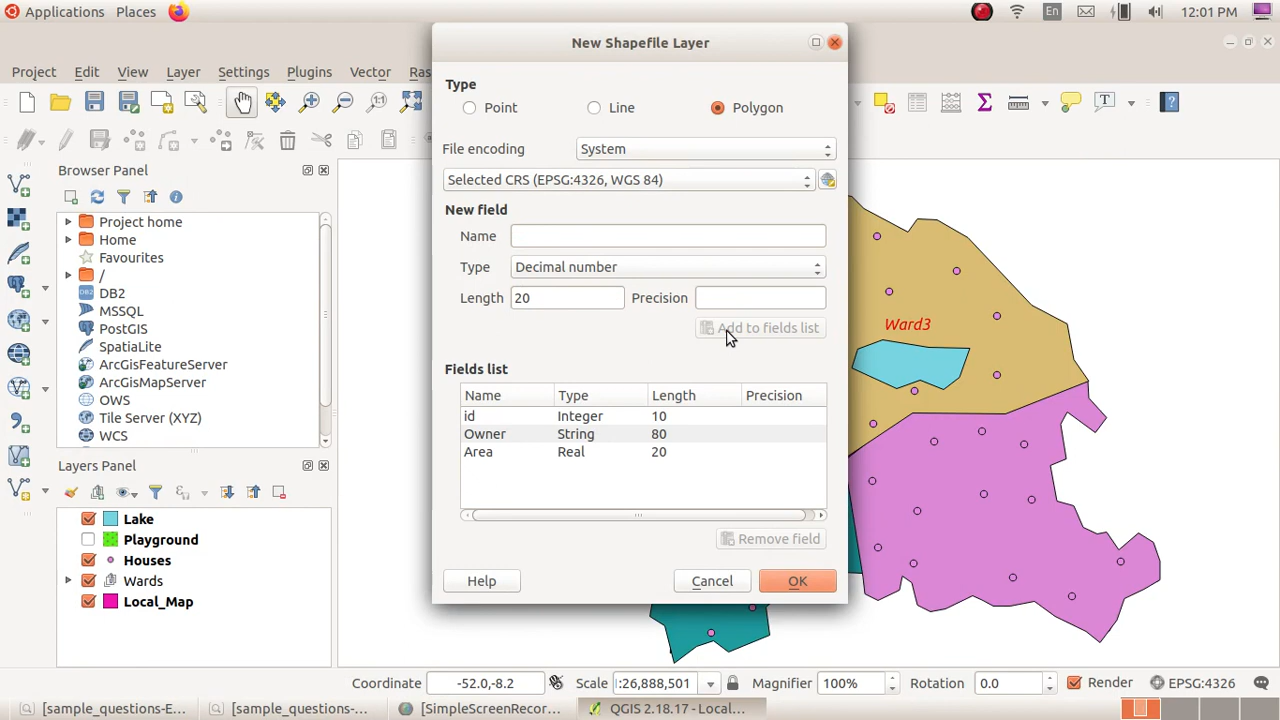 Applications Places En 12:01 PM
New Shapefile Layer
Project Edit View Layer Settings Plugins Vector Ras
Type
Point Line Polygon
File encoding System
Selected CRS (EPSG:4326, WGS 84)
New field
Name
Type Decimal number
Length 20 Precision
Add to fields list
Fields list
Name Type Length Precision
id Integer 10
Owner String 80
Area Real 20
Remove field
Help Cancel OK
Browser Panel
Project home
Home
Favourites
/
DB2
MSSQL
PostGIS
SpatiaLite
ArcGisFeatureServer
ArcGisMapServer
OWS
Tile Server (XYZ)
WCS
Layers Panel
Lake
Playground
Houses
Wards
Local_Map
Ward3
Coordinate -52.0,-8.2 Scale :26,888,501 Magnifier 100% Rotation 0.0 Render EPSG:4326
[sample_questions-E... [sample_questions-... [SimpleScreenRecor... QGIS 2.18.17 - Local...